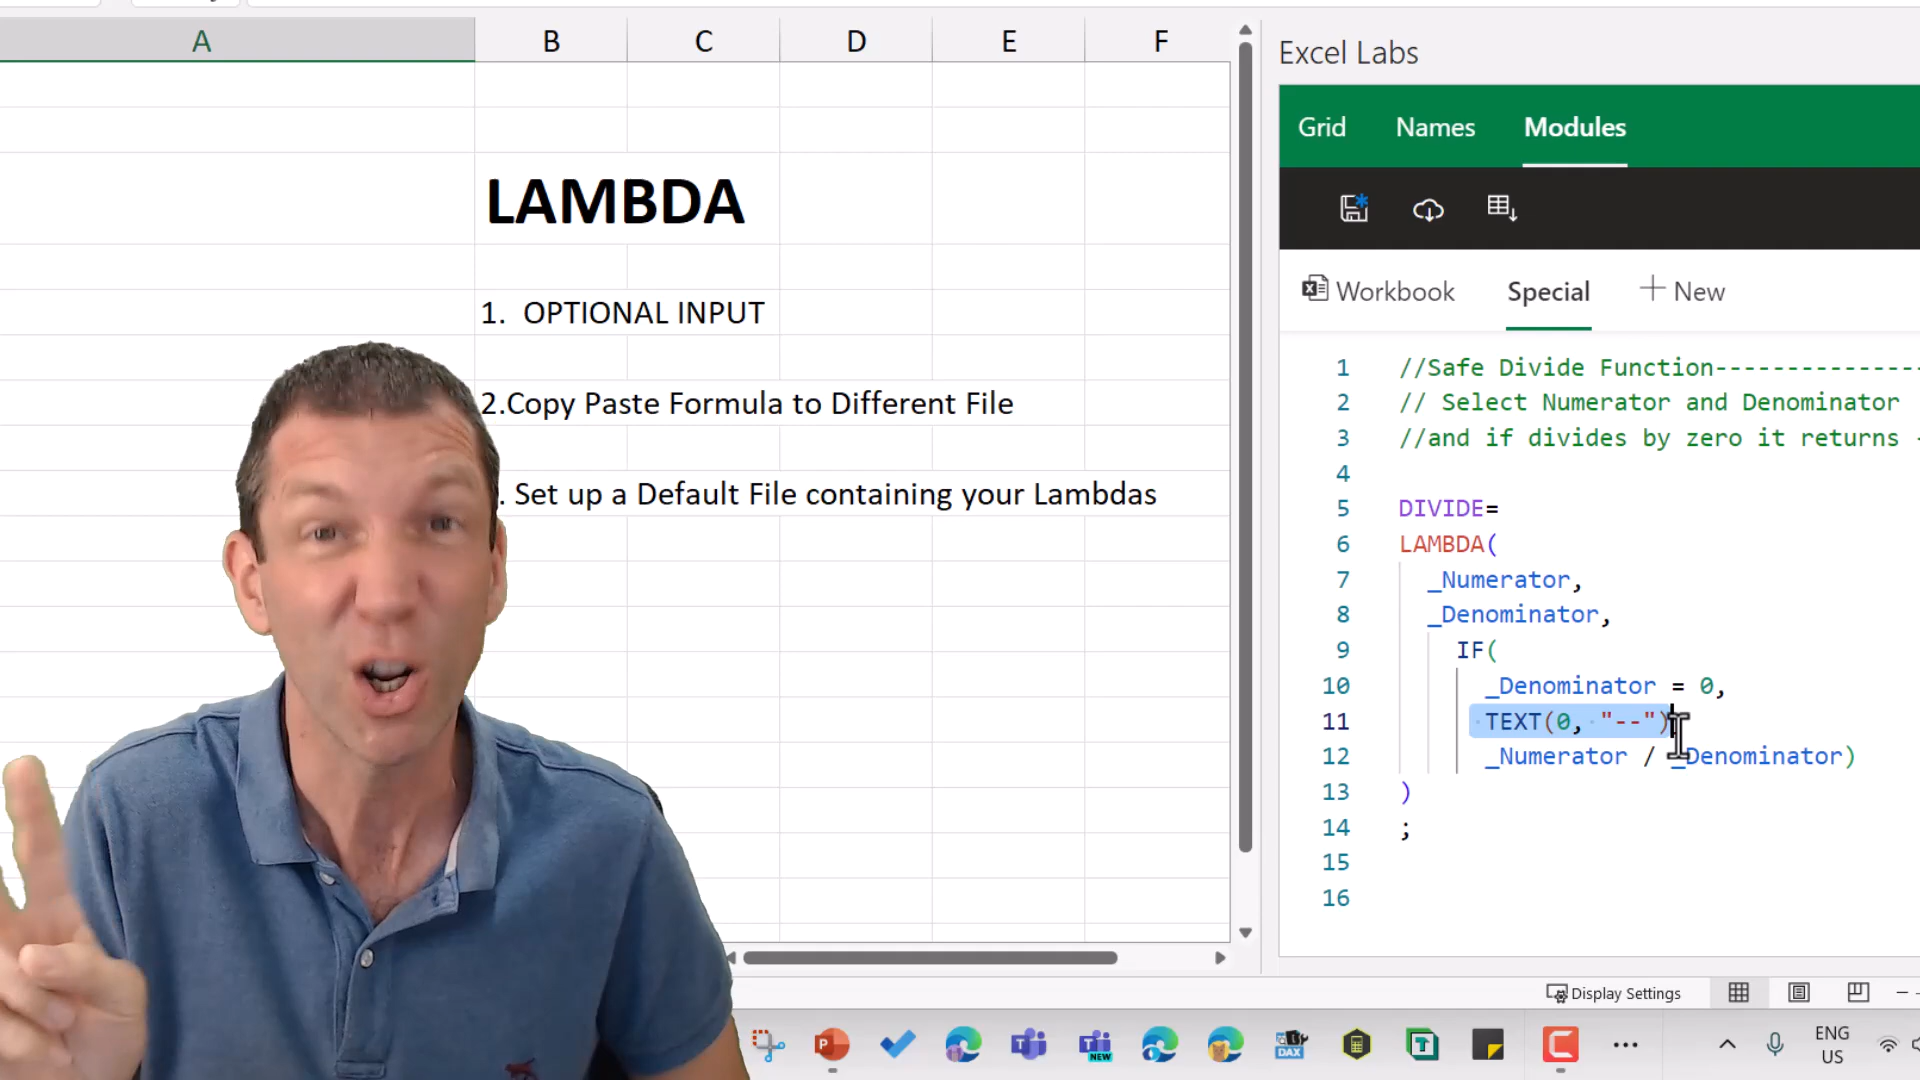 A B C D E F
LAMBDA
1. OPTIONAL INPUT
2.Copy Paste Formula to Different File
. Set up a Default File containing your Lambdas
Excel Labs
Grid Names Modules
Workbook Special + New
1 //Safe Divide Function---------------
2 // Select Numerator and Denominator
3 //and if divides by zero it returns -
4
5 DIVIDE=
6 LAMBDA(
7 _Numerator,
8 _Denominator,
9 IF(
10 _Denominator = 0,
11 TEXT(0, "--")
12 _Numerator / _Denominator)
13 )
14 ;
15
16
Display Settings
P
T
T
NEW
DAX
T
C
ENG
US